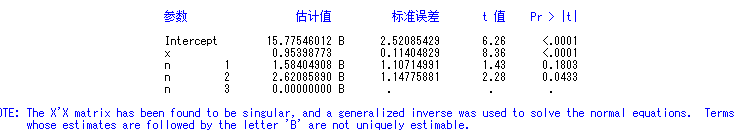 参数 估计值 标准误差 t 值 Pr > |t|
Intercept 15.77546012 B 2.52085429 6.26 <.0001
x 0.95398773 0.11404829 8.36 <.0001
n 1 1.58404908 B 1.10714991 1.43 0.1803
n 2 2.62085890 B 1.14775881 2.28 0.0433
n 3 0.00000000 B . . .
OTE: The X'X matrix has been found to be singular, and a generalized inverse was used to solve the normal equations. Terms
whose estimates are followed by the letter 'B' are not uniquely estimable.